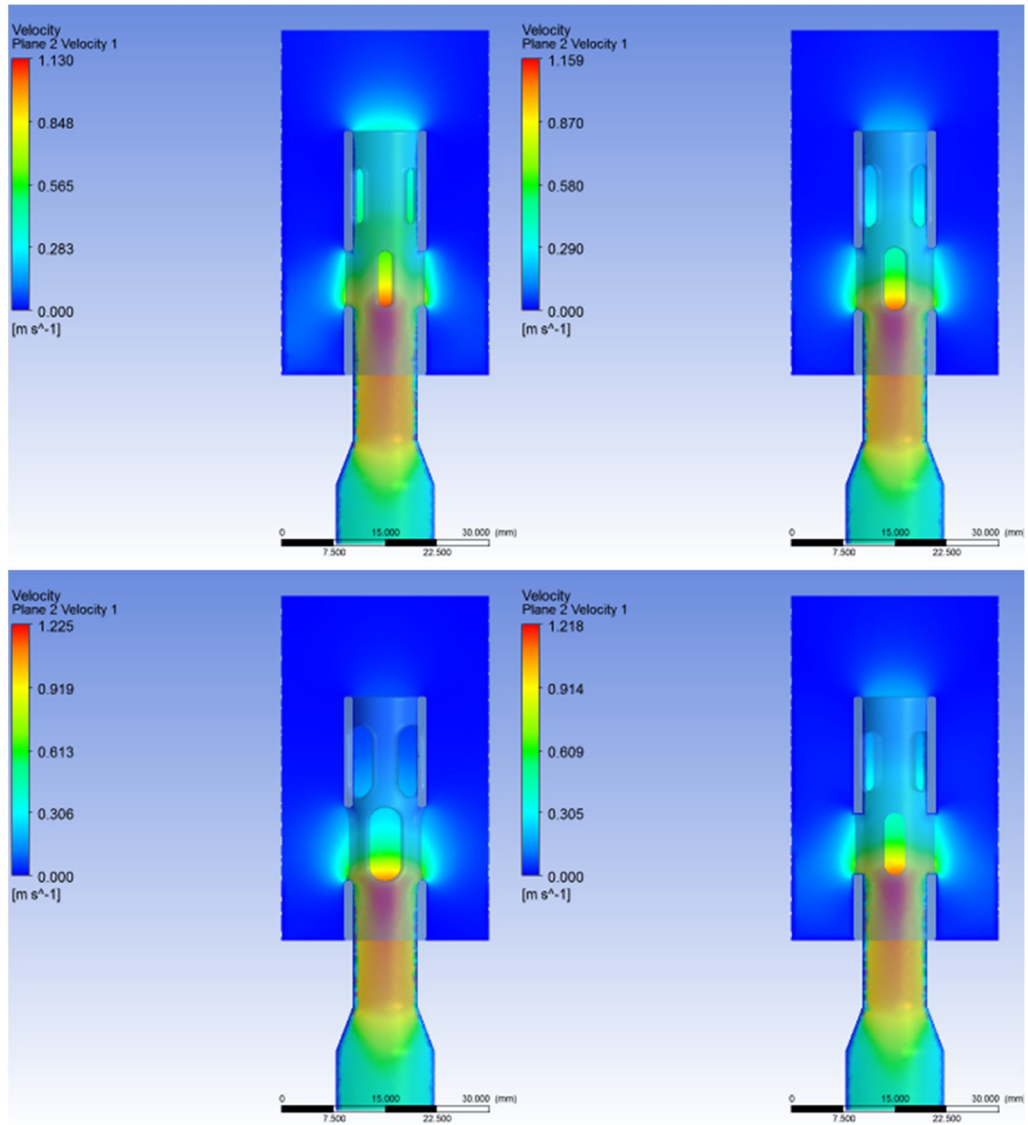 Velocity
Plane 2 Velocity 1
1.130
0.848
0.565
0.283
0.000
[m s^-1]
0 15.000 30.000 (mm)
7.500 22.500
Velocity
Plane 2 Velocity 1
1.159
0.870
0.580
0.290
0.000
[m s^-1]
0 15.000 30.000 (mm)
7.500 22.500
Velocity
Plane 2 Velocity 1
1.225
0.919
0.613
0.306
0.000
[m s^-1]
0 15.000 30.000 (mm)
7.500 22.500
Velocity
Plane 2 Velocity 1
1.218
0.914
0.609
0.305
0.000
[m s^-1]
0 15.000 30.000 (mm)
7.500 22.500